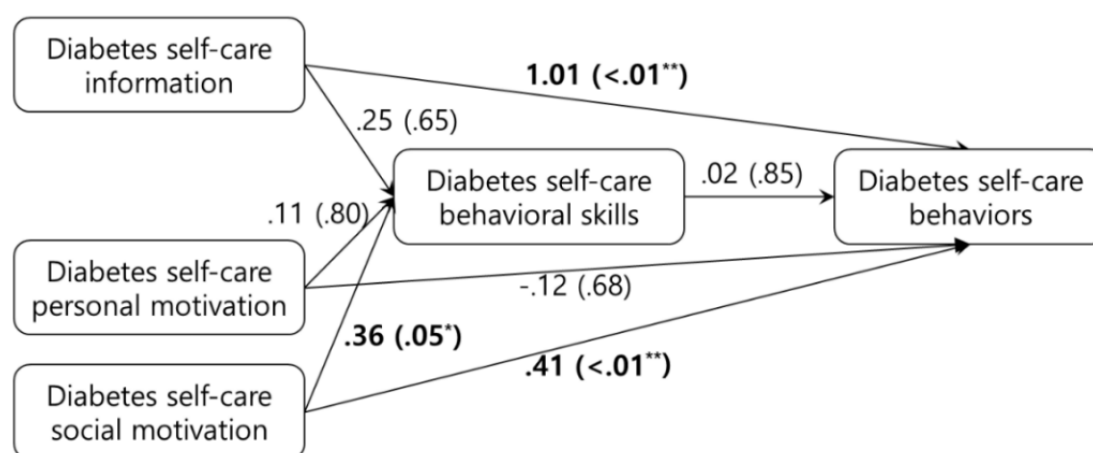 Diabetes self-care
information
1.01 (<.01**)
.25 (.65)
Diabetes self-care
behavioral skills
.02 (.85)
Diabetes self-care
behaviors
.11 (.80)
Diabetes self-care
personal motivation
-.12 (.68)
.36 (.05*)
.41 (<.01**)
Diabetes self-care
social motivation